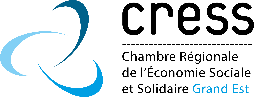 cress
Chambre Régionale
de l'Économie Sociale
et Solidaire Grand Est